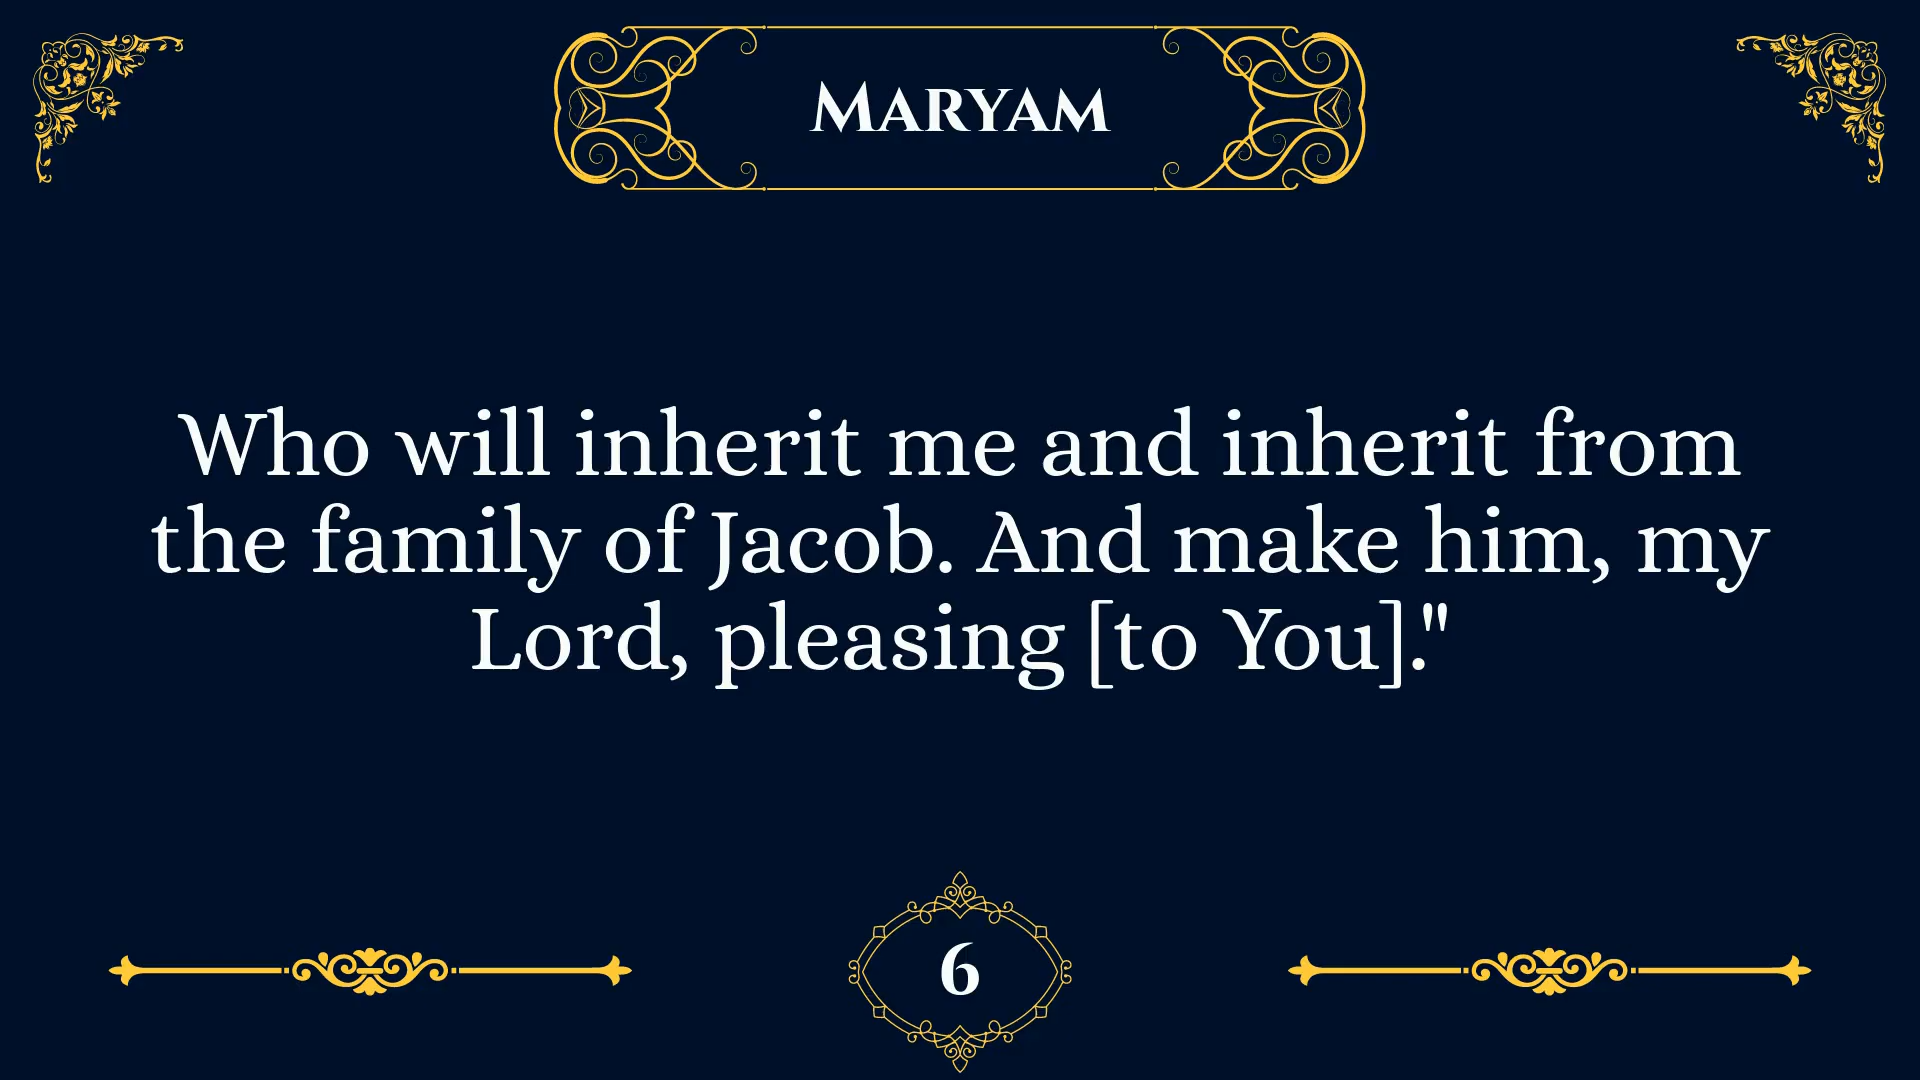 Maryam
Who will inherit me and inherit from
the family of Jacob. And make him, my
Lord, pleasing [to You]."
6